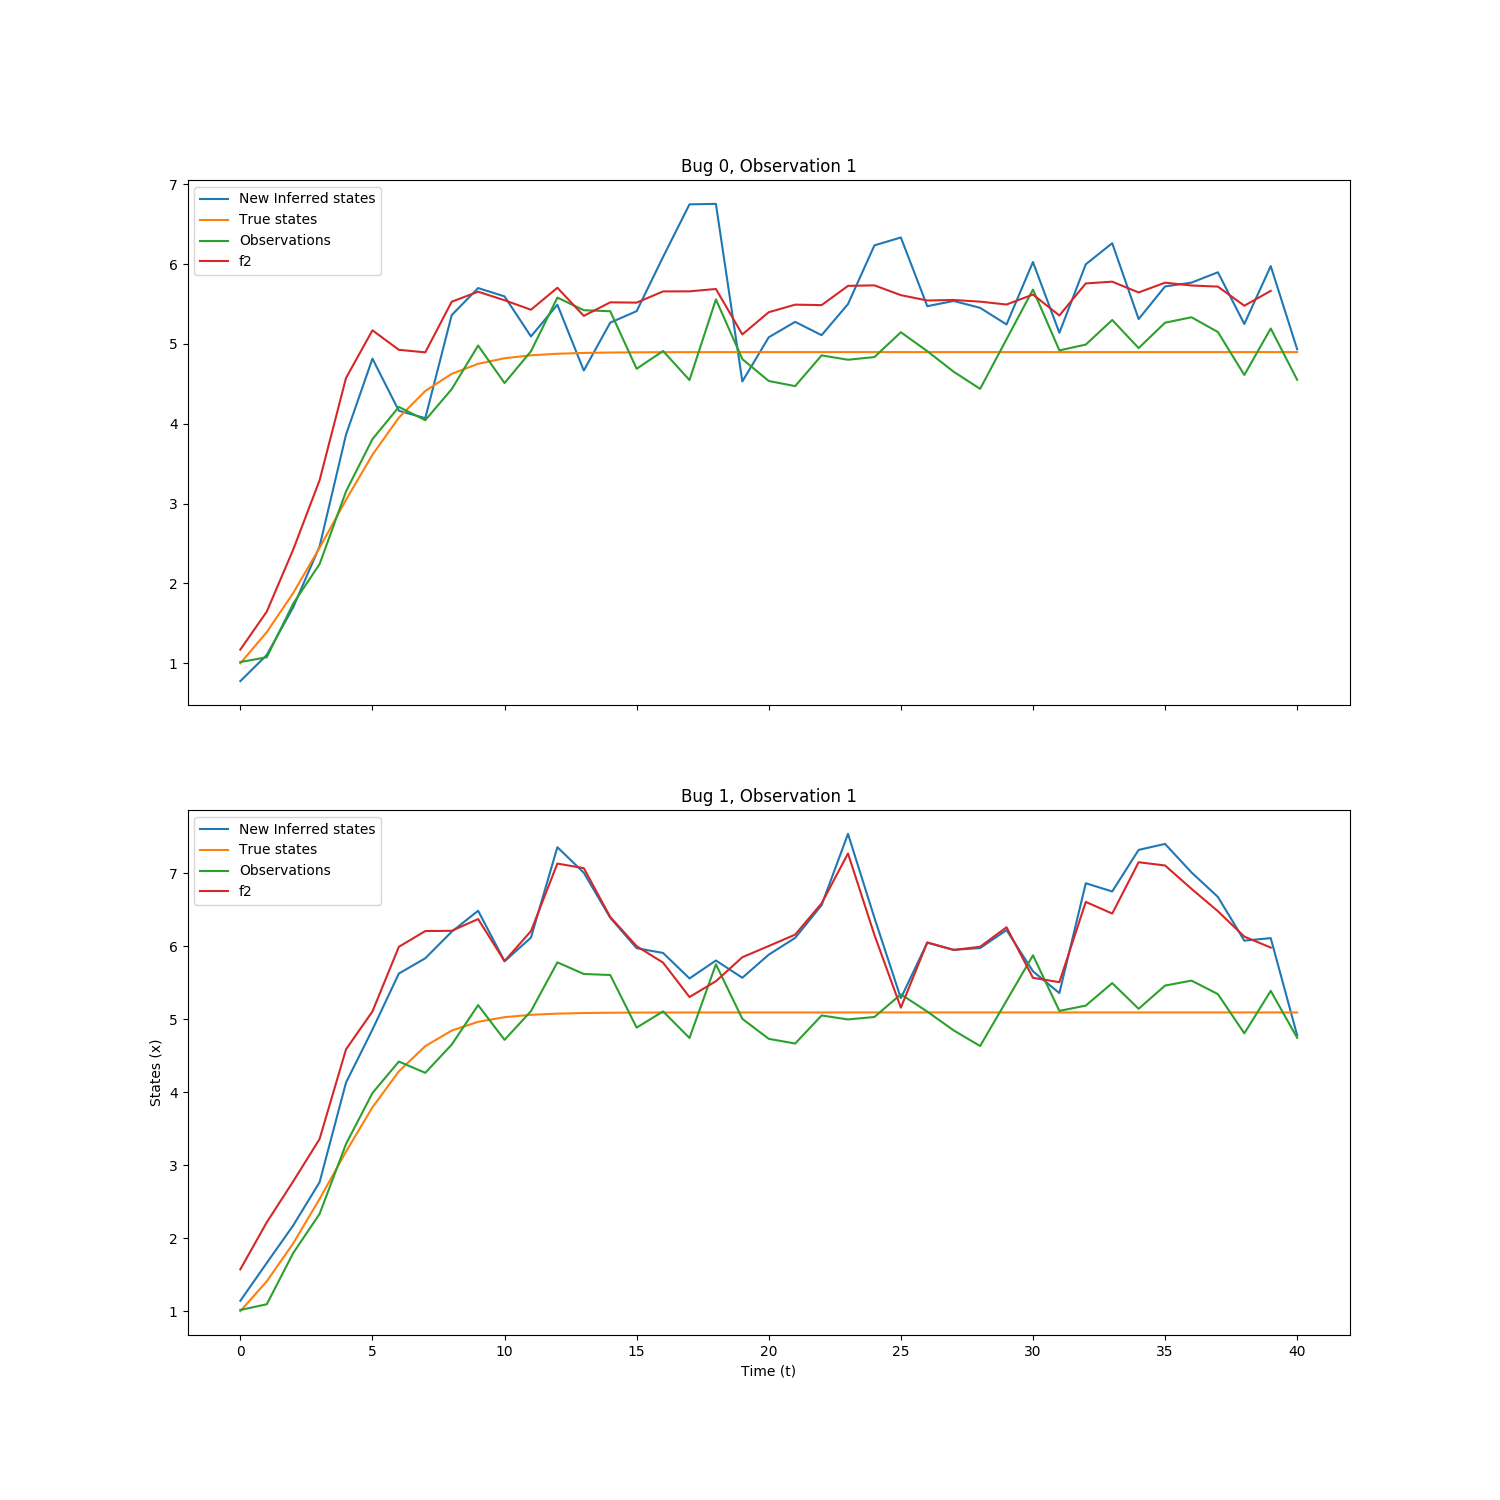 Bug 0, Observation 1
7
6
5
4
3
2
1
New Inferred states
True states
Observations
f2
Bug 1, Observation 1
States (x)
7
6
5
4
3
2
1
New Inferred states
True states
Observations
f2
0 5 10 15 20 25 30 35 40
Time (t)